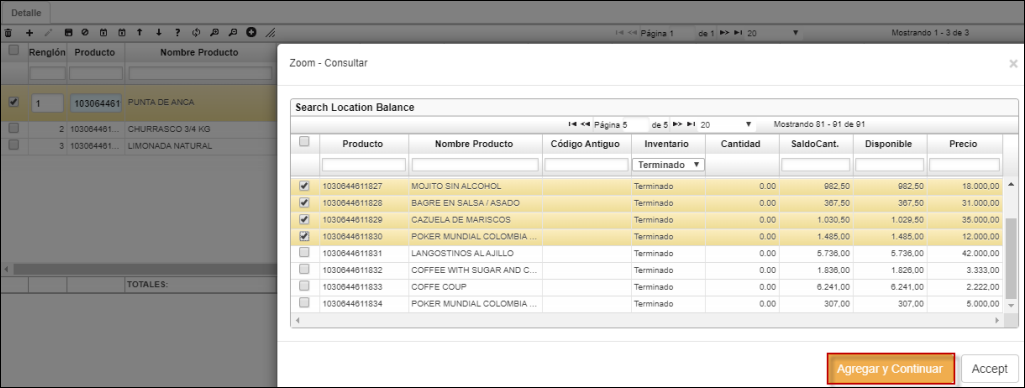 Detalle
Página 1 de 1 20 Mostrando 1 - 3 de 3
Renglón Producto Nombre Producto
1 103064461 PUNTA DE ANCA
2 103064461... CHURRASCO 3/4 KG
3 103064461... LIMONADA NATURAL
TOTALES:
Zoom - Consultar
Search Location Balance
Página 5 de 5 20 Mostrando 81 - 91 de 91
Producto Nombre Producto Código Antiguo Inventario Cantidad SaldoCant. Disponible Precio
Terminado
1030644611827 MOJITO SIN ALCOHOL Terminado 0.00 982,50 982,50 18.000,00
1030644611828 BAGRE EN SALSA / ASADO Terminado 0.00 367,50 367,50 31.000,00
1030644611829 CAZUELA DE MARISCOS Terminado 0.00 1.030,50 1.029,50 35.000,00
1030644611830 POKER MUNDIAL COLOMBIA ... Terminado 0.00 1.485,00 1.485,00 12.000,00
1030644611831 LANGOSTINOS AL AJILLO Terminado 0.00 5.736,00 5.736,00 42.000,00
1030644611832 COFFEE WITH SUGAR AND C... Terminado 0.00 1.836,00 1.826,00 3.333,00
1030644611833 COFFE COUP Terminado 0.00 6.241,00 6.241,00 2.222,00
1030644611834 POKER MUNDIAL COLOMBIA ... Terminado 0.00 307,00 307,00 5.000,00
Agregar y Continuar Accept